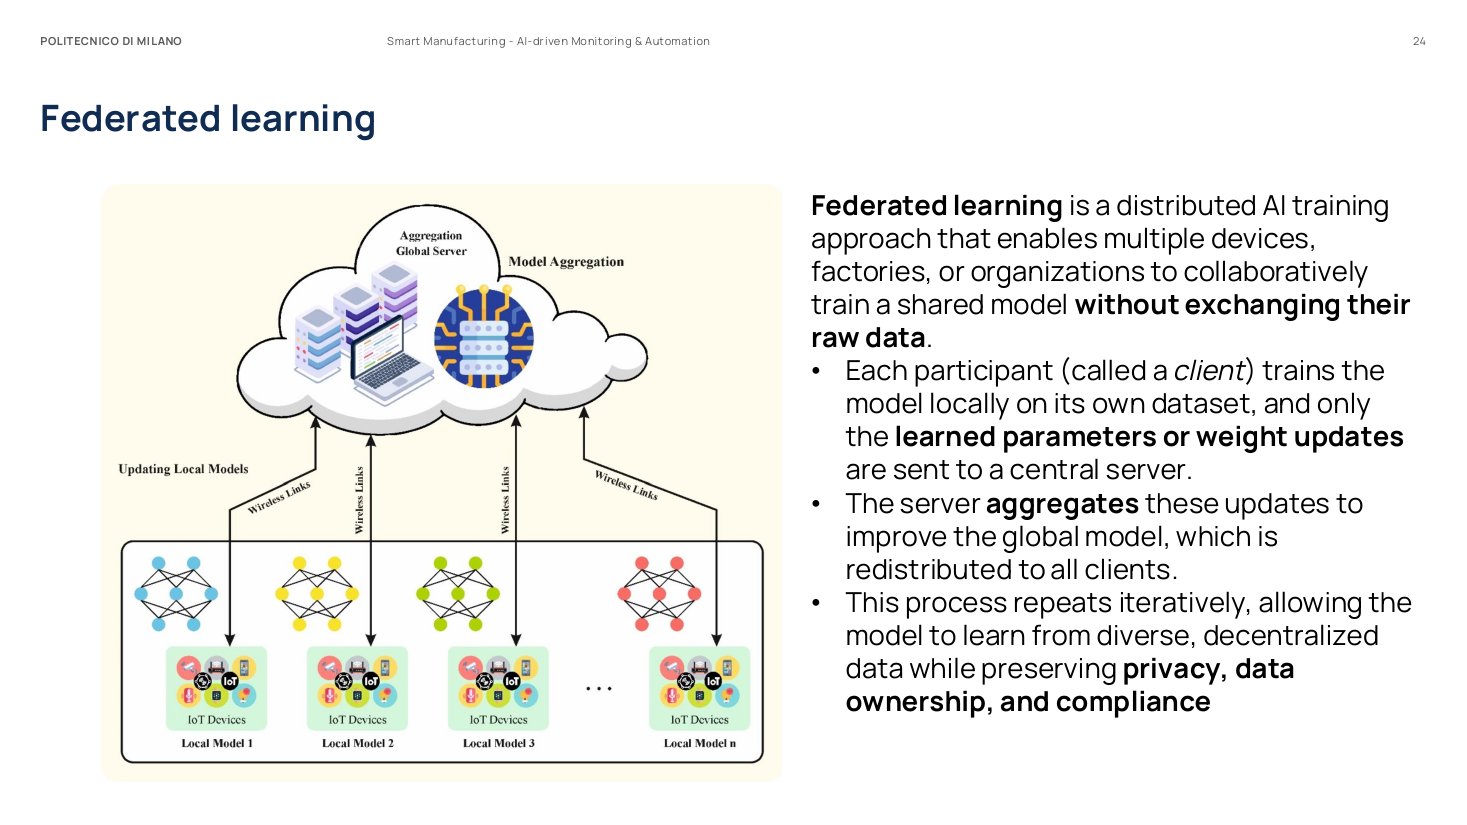 POLITECNICO DI MILANO
Smart Manufacturing - AI-driven Monitoring & Automation
24
Federated learning
Aggregation
Global Server
Model Aggregation
Updating Local Models
Wireless Links
Wireless Links
Wireless Links
Wireless Links
IoT
IoT
IoT
IoT
IoT Devices
IoT Devices
IoT Devices
...
IoT Devices
Local Model 1
Local Model 2
Local Model 3
Local Model n
Federated learning is a distributed AI training
approach that enables multiple devices,
factories, or organizations to collaboratively
train a shared model without exchanging their
raw data.
• Each participant (called a client) trains the
model locally on its own dataset, and only
the learned parameters or weight updates
are sent to a central server.
• The server aggregates these updates to
improve the global model, which is
redistributed to all clients.
• This process repeats iteratively, allowing the
model to learn from diverse, decentralized
data while preserving privacy, data
ownership, and compliance